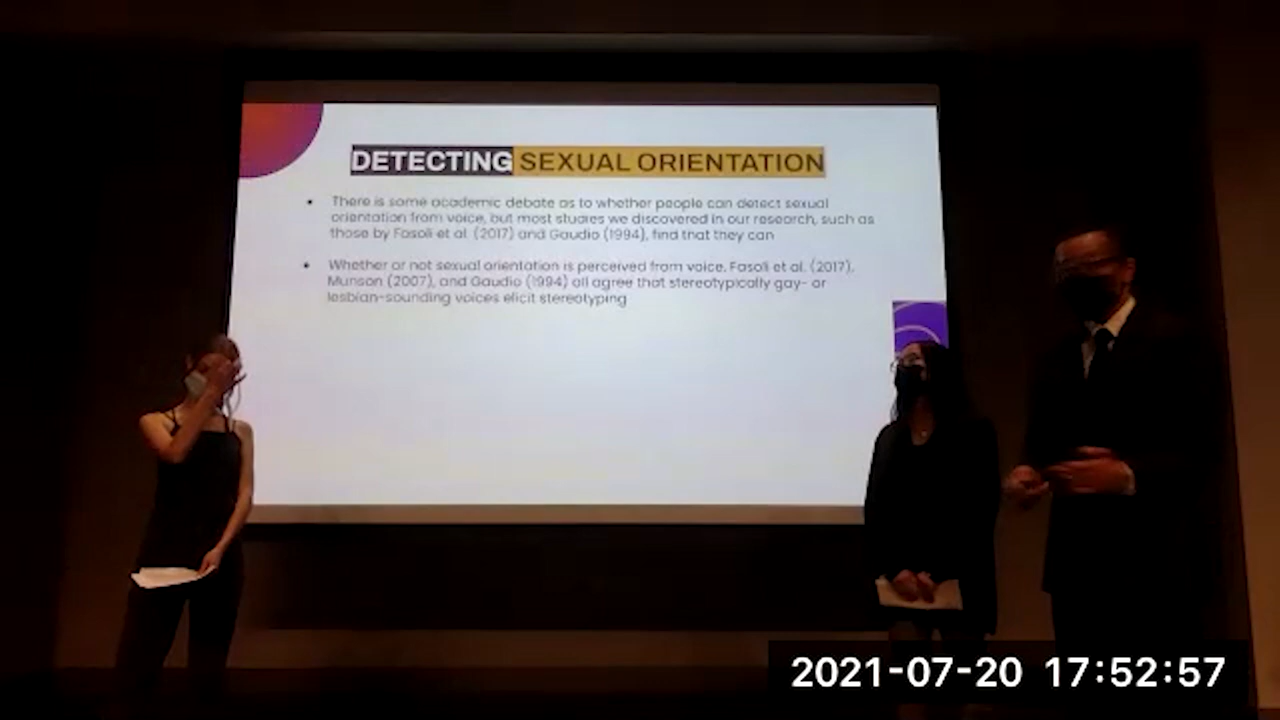 DETECTING SEXUAL ORIENTATION
• There is some academic debate as to whether people can detect sexual
orientation from voice, but most studies we discovered in our research, such as
those by Fasoli et al. (2017) and Gaudio (1994), find that they can
• Whether or not sexual orientation is perceived from voice, Fasoli et al. (2017),
Munson (2007), and Gaudio (1994) all agree that stereotypically gay- or
lesbian-sounding voices elicit stereotyping
2021-07-20 17:52:57